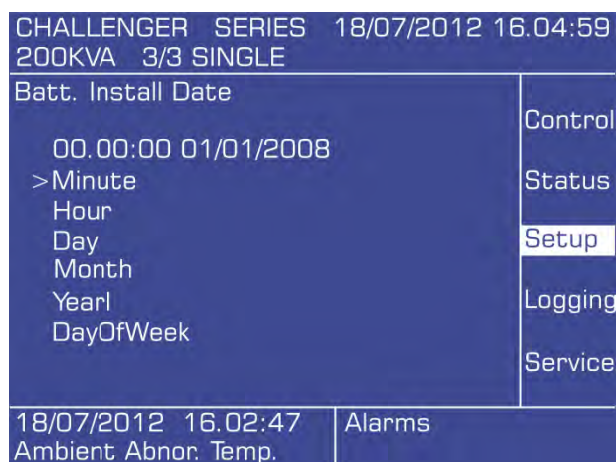 CHALLENGER SERIES 18/07/2012 16.04:59
200KVA 3/3 SINGLE
Batt. Install Date
00.00:00 01/01/2008
>Minute
Hour
Day
Month
Yearl
DayOfWeek
Control
Status
Setup
Logging
Service
18/07/2012 16.02:47
Ambient Abnor. Temp.
Alarms